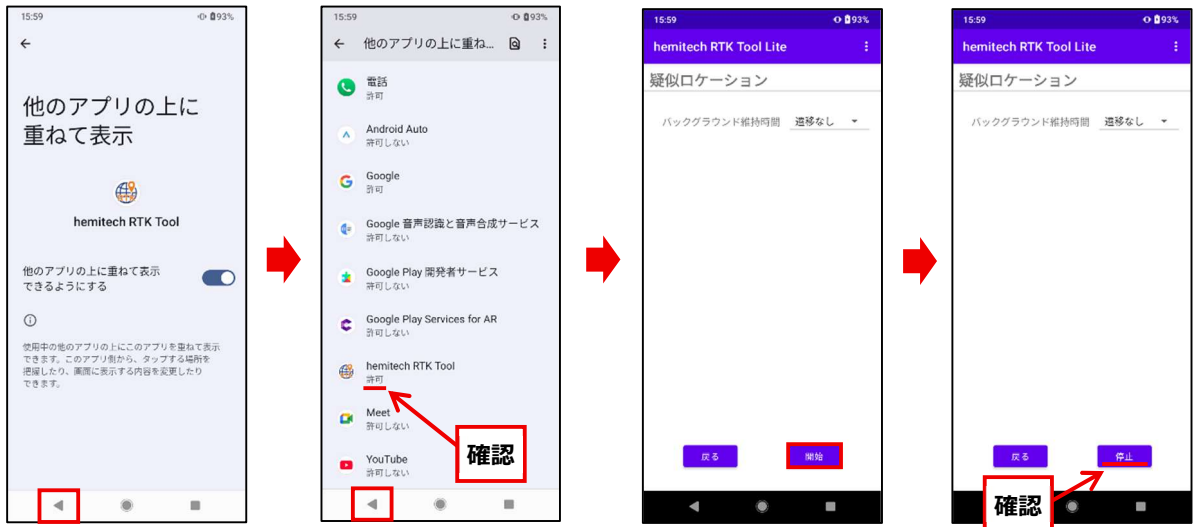 15:59
93%
他のアプリの上に
重ねて表示
hemitech RTK Tool
他のアプリの上に重ねて表示
できるようにする
使用中の他のアプリの上にこのアプリを重ねて表示
できます。このアプリ側から、タップする場所を
把握したり、画面に表示する内容を変更したり
できます。
15:59
93%
他のアプリの上に重ね...
電話
許可
Android Auto
許可しない
Google
許可
Google 音声認識と音声合成サービス
許可しない
Google Play 開発者サービス
許可しない
Google Play Services for AR
許可しない
hemitech RTK Tool
許可
Meet
許可しない
確認
YouTube
許可しない
15:59
93%
hemitech RTK Tool Lite
疑似ロケーション
バックグラウンド維持時間 遷移なし
戻る 開始
15:59
93%
hemitech RTK Tool Lite
疑似ロケーション
バックグラウンド維持時間 遷移なし
戻る 停止
確認